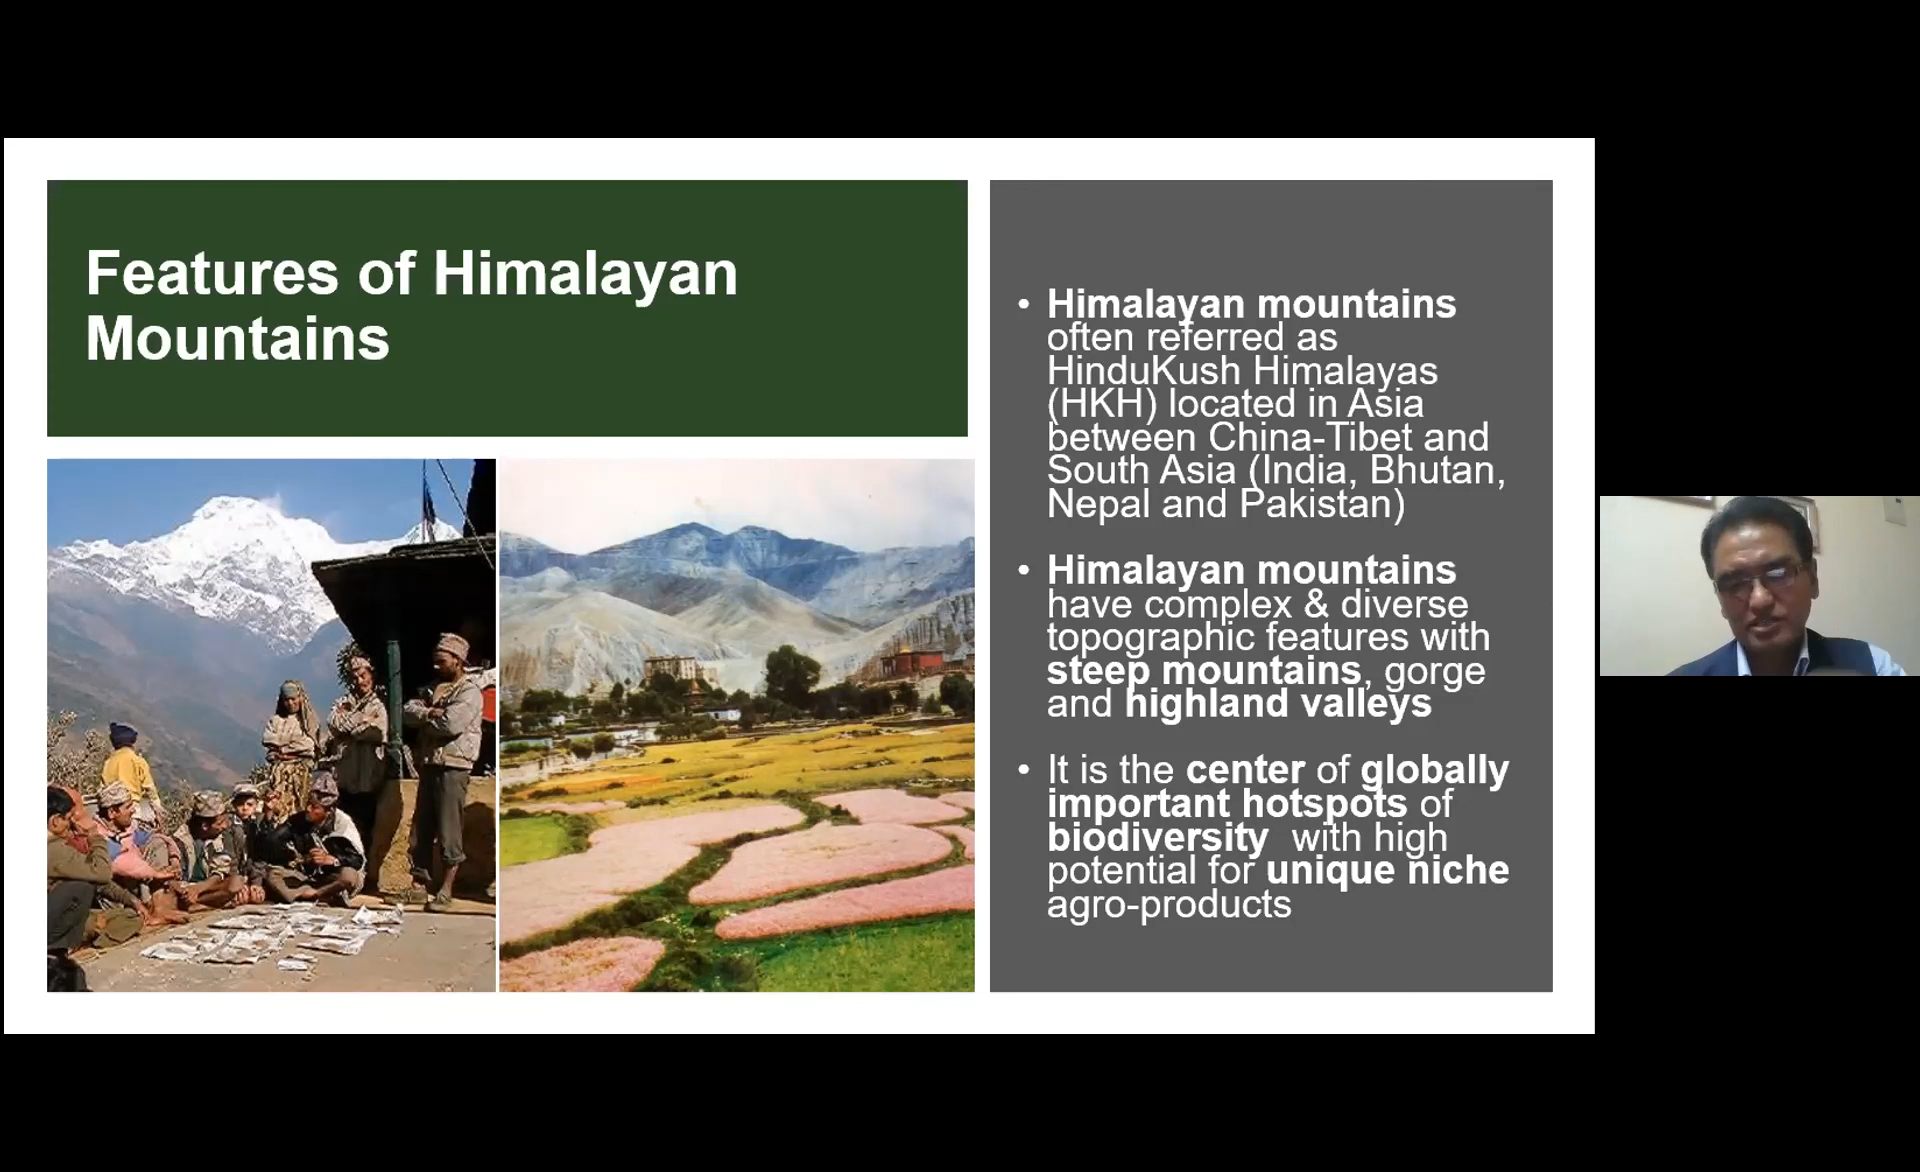 Features of Himalayan
Mountains
• Himalayan mountains
often referred as
HinduKush Himalayas
(HKH) located in Asia
between China-Tibet and
South Asia (India, Bhutan,
Nepal and Pakistan)
• Himalayan mountains
have complex & diverse
topographic features with
steep mountains, gorge
and highland valleys
• It is the center of globally
important hotspots of
biodiversity with high
potential for unique niche
agro-products